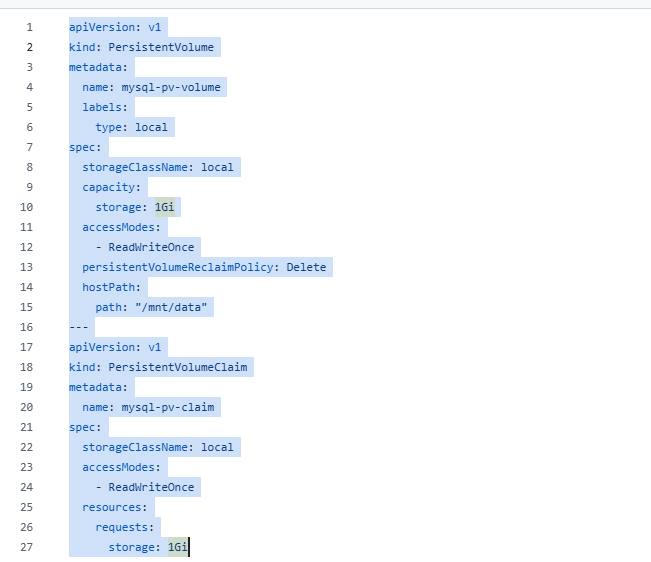 1 apiVersion: v1
2 kind: PersistentVolume
3 metadata:
4   name: mysql-pv-volume
5   labels:
6     type: local
7 spec:
8   storageClassName: local
9   capacity:
10     storage: 1Gi
11   accessModes:
12     - ReadWriteOnce
13   persistentVolumeReclaimPolicy: Delete
14   hostPath:
15     path: "/mnt/data"
16 ---
17 apiVersion: v1
18 kind: PersistentVolumeClaim
19 metadata:
20   name: mysql-pv-claim
21 spec:
22   storageClassName: local
23   accessModes:
24     - ReadWriteOnce
25   resources:
26     requests:
27       storage: 1Gi